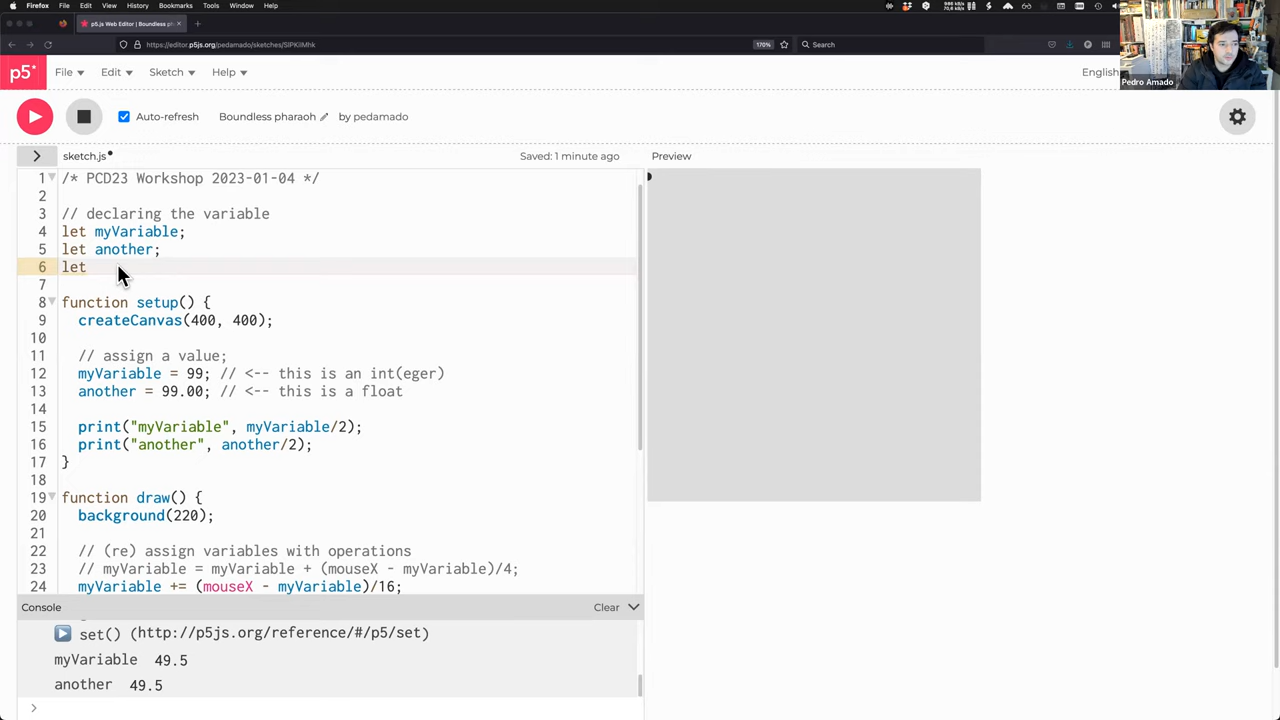 Firefox File Edit View History Bookmarks Tools Window Help
p5.js Web Editor | Boundless ph
https://editor.p5js.org/pedamado/sketches/
170%
Search
Pedro Amado
p5* File Edit Sketch Help English
Auto-refresh Boundless pharaoh by pedamado
sketch.js Saved: 1 minute ago Preview
1 /* PCD23 Workshop 2023-01-04 */
2
3 // declaring the variable
4 let myVariable;
5 let another;
6 let
7
8 function setup() {
9 createCanvas(400, 400);
10
11 // assign a value;
12 myVariable = 99; // <-- this is an int(eger)
13 another = 99.00; // <-- this is a float
14
15 print("myVariable", myVariable/2);
16 print("another", another/2);
17 }
18
19 function draw() {
20 background(220);
21
22 // (re) assign variables with operations
23 // myVariable = myVariable + (mouseX - myVariable)/4;
24 myVariable += (mouseX - myVariable)/16;
Console Clear
set() (http://p5js.org/reference/#/p5/set)
myVariable 49.5
another 49.5
>